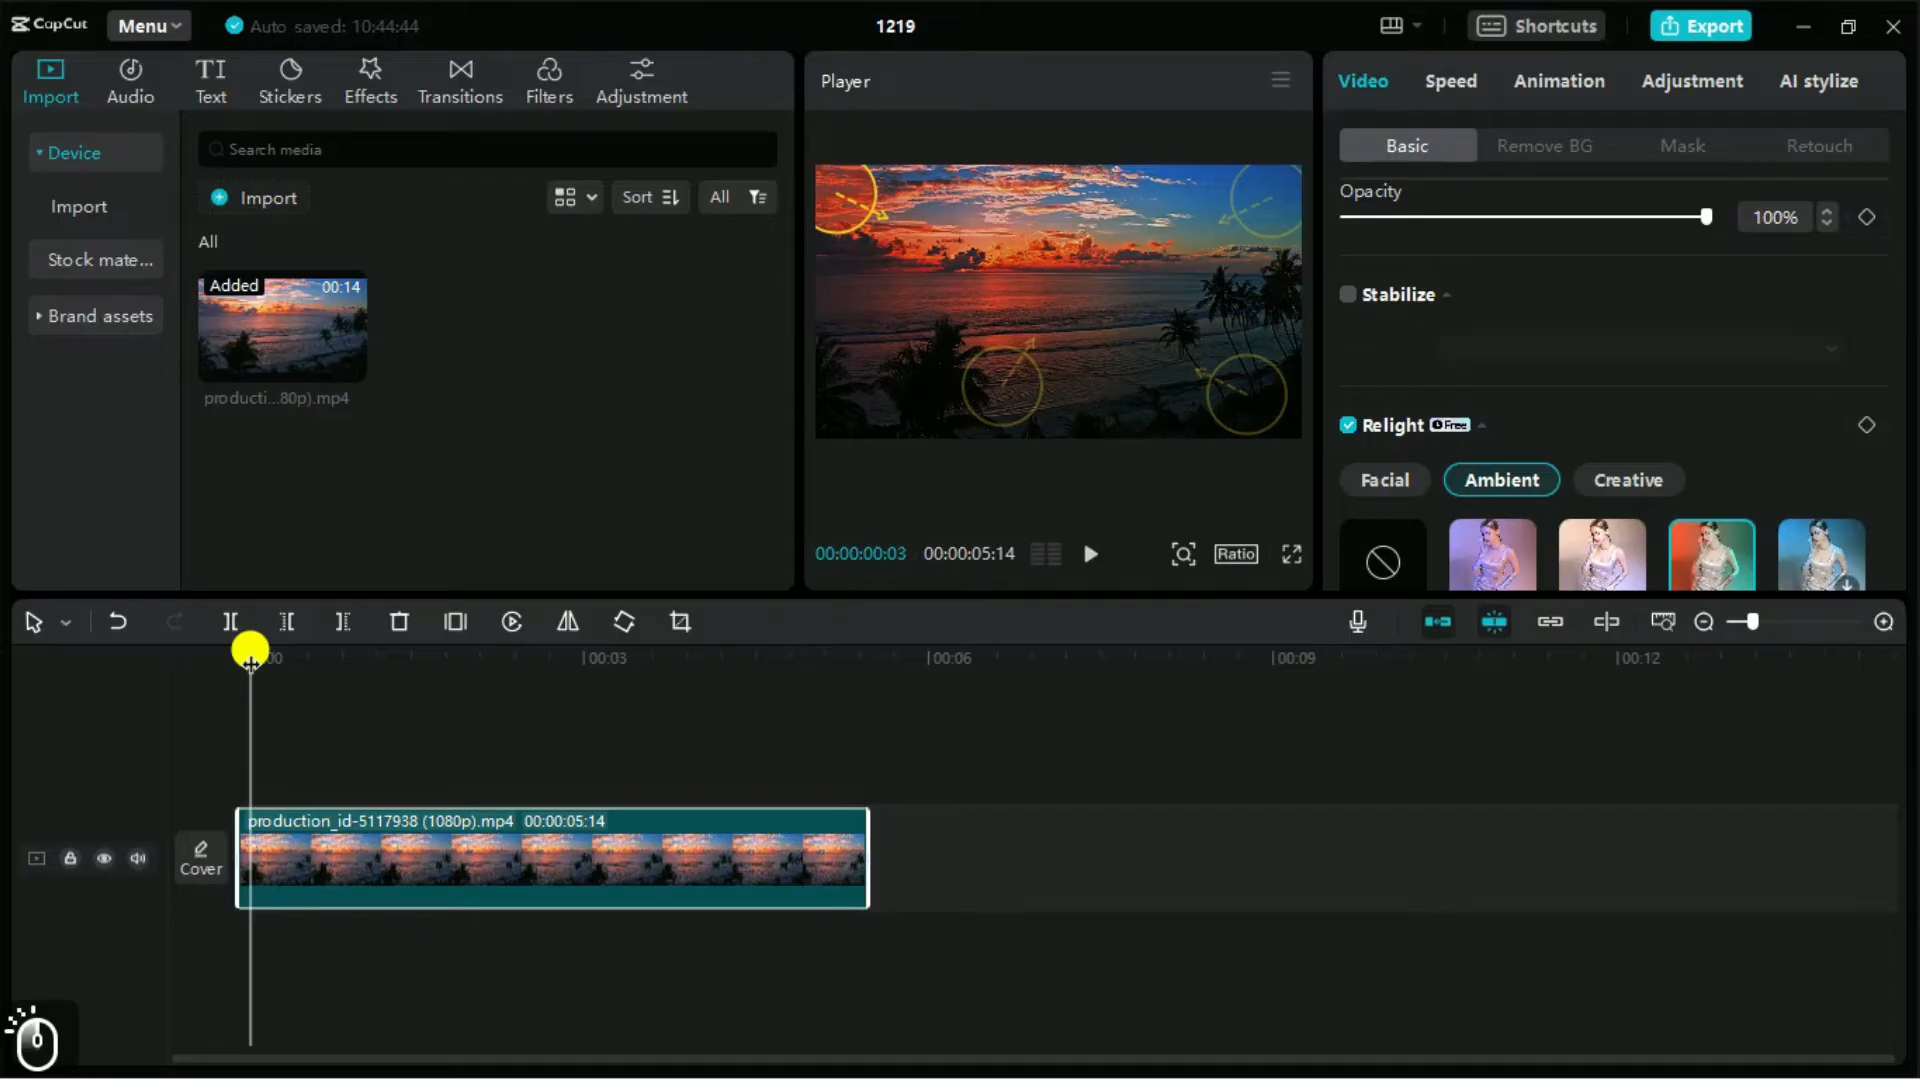 CapCut
Menu
Auto saved: 10:44:44
1219
Shortcuts
Export
Import
Audio
TI
Text
Stickers
Effects
Transitions
Filters
Adjustment
Device
Import
Stock mate...
Brand assets
Search media
Import
Sort
All
All
Added
00:14
producti...80p).mp4
Player
00:00:00:03
00:00:05:14
Ratio
Video
Speed
Animation
Adjustment
AI stylize
Basic
Remove BG
Mask
Retouch
Opacity
100%
Stabilize
Relight
Free
Facial
Ambient
Creative
00:03
00:06
00:09
00:12
production_id-5117938 (1080p).mp4 00:00:05:14
Cover